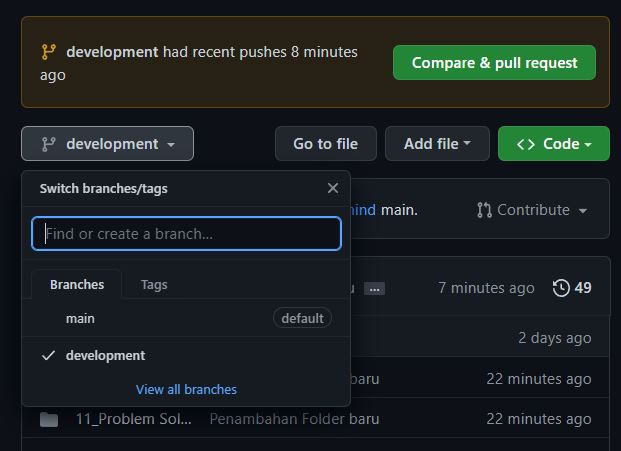 development had recent pushes 8 minutes
ago
Compare & pull request
development
Go to file
Add file
<> Code
Switch branches/tags
main.
Contribute
Find or create a branch...
Branches
Tags
... 7 minutes ago 49
main default
2 days ago
development
baru 22 minutes ago
View all branches
11_Problem Sol... Penambahan Folder baru 22 minutes ago